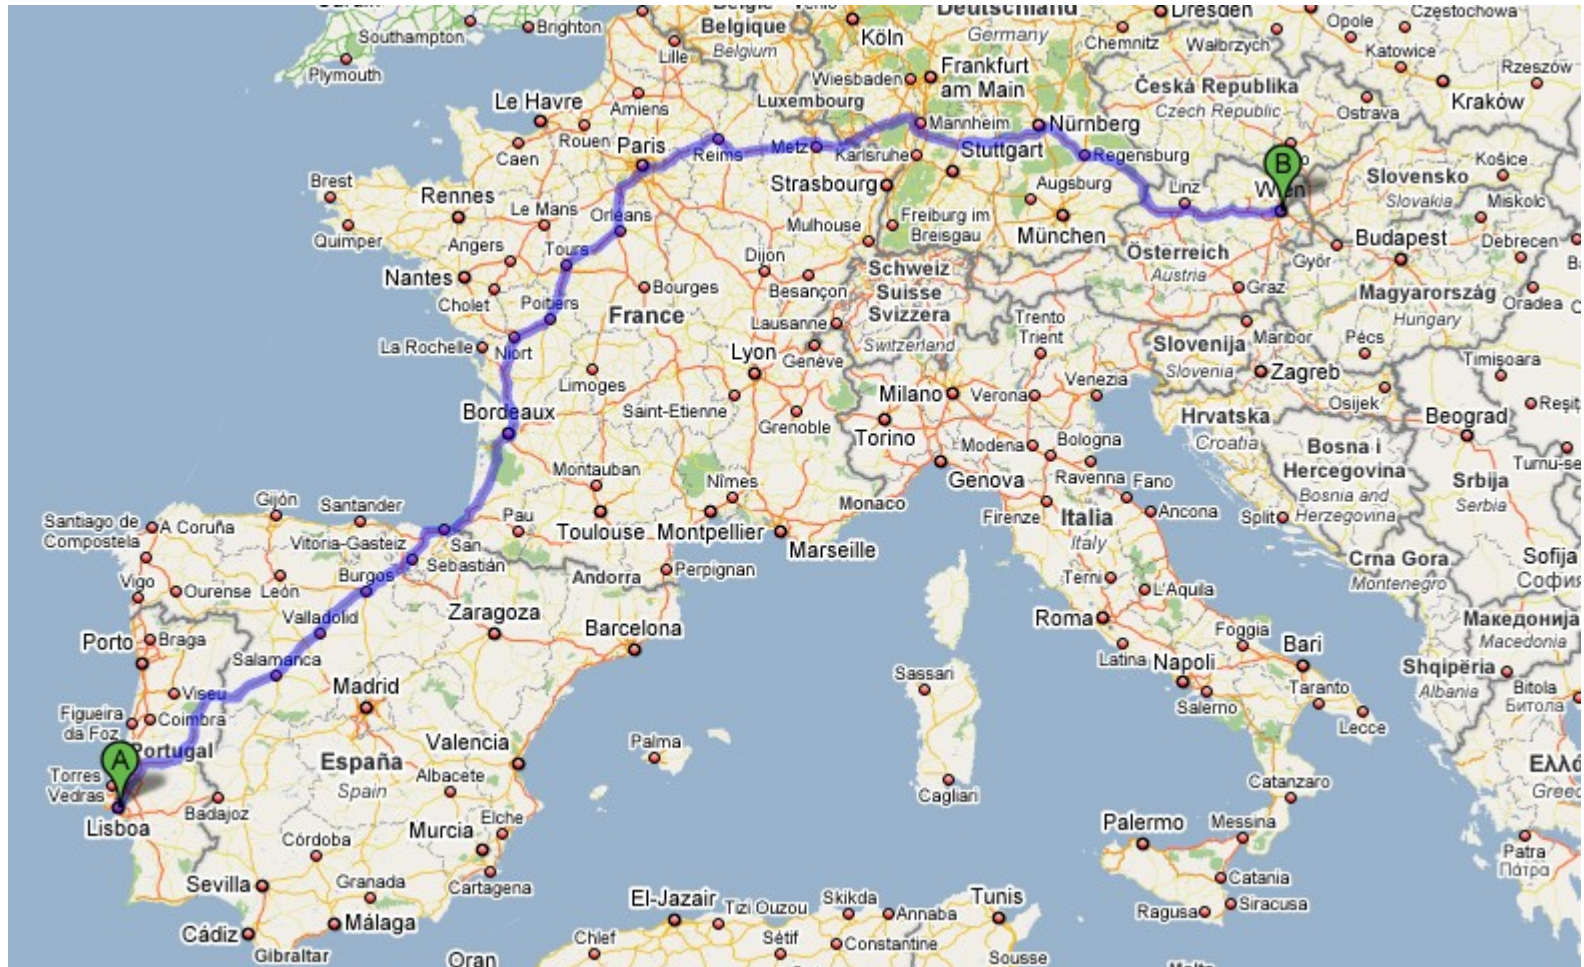 Southampton
Brighton
Plymouth
Lille
Belgique
Belgium
Köln
Deutschland
Germany
Dresden
Chemnitz
Wałbrzych
Opole
Częstochowa
Katowice
Rzeszów
Kraków
Ostrava
Česká Republika
Czech Republic
Wiesbaden
Frankfurt
am Main
Luxembourg
Amiens
Le Havre
Rouen
Caen
Paris
Reims
Metz
Mannheim
Karlsruhe
Nürnberg
Stuttgart
Regensburg
Strasbourg
Augsburg
München
Freiburg im
Breisgau
Mulhouse
Linz
B
Wien
Slovensko
Slovakia
Košice
Miskolc
Debrecen
Budapest
Győr
Österreich
Austria
Graz
Magyarország
Hungary
Oradea
Brest
Quimper
Rennes
Le Mans
Orléans
Angers
Tours
Nantes
Cholet
Poitiers
Bourges
Dijon
Besançon
France
La Rochelle
Niort
Limoges
Lyon
Lausanne
Genève
Schweiz
Suisse
Svizzera
Switzerland
Trento
Trient
Maribor
Pécs
Slovenija
Slovenia
Zagreb
Timișoara
Saint-Etienne
Grenoble
Milano
Verona
Venezia
Torino
Modena
Bologna
Hrvatska
Croatia
Osijek
Beograd
Bosna i
Hercegovina
Bosnia and
Herzegovina
Srbija
Serbia
Bordeaux
Montauban
Nîmes
Toulouse
Montpellier
Marseille
Monaco
Genova
Ravenna
Fano
Firenze
Ancona
Italia
Italy
Split
Crna Gora
Montenegro
Sofija
Gijón
Santander
A Coruña
Santiago de
Compostela
Vitoria-Gasteiz
San
Sebastián
Pau
Andorra
Perpignan
Vigo
Ourense
León
Burgos
Valladolid
Zaragoza
Barcelona
Braga
Porto
Salamanca
Viseu
Madrid
Figueira
da Foz
Coimbra
A
Portugal
Torres
Vedras
Lisboa
Badajoz
España
Spain
Valencia
Albacete
Palma
Córdoba
Murcia
Elche
Sevilla
Granada
Cartagena
Cádiz
Málaga
Gibraltar
Oran
Chlef
El-Jazair
Tizi Ouzou
Sétif
Skikda
Annaba
Constantine
Tunis
Sousse
Terni
L'Aquila
Roma
Latina
Napoli
Foggia
Bari
Salerno
Taranto
Lecce
Sassari
Cagliari
Catanzaro
Palermo
Messina
Catania
Ragusa
Siracusa
Македонија
Macedonia
Shqipëria
Albania
Bitola
Битола
Patra
Πάτρα